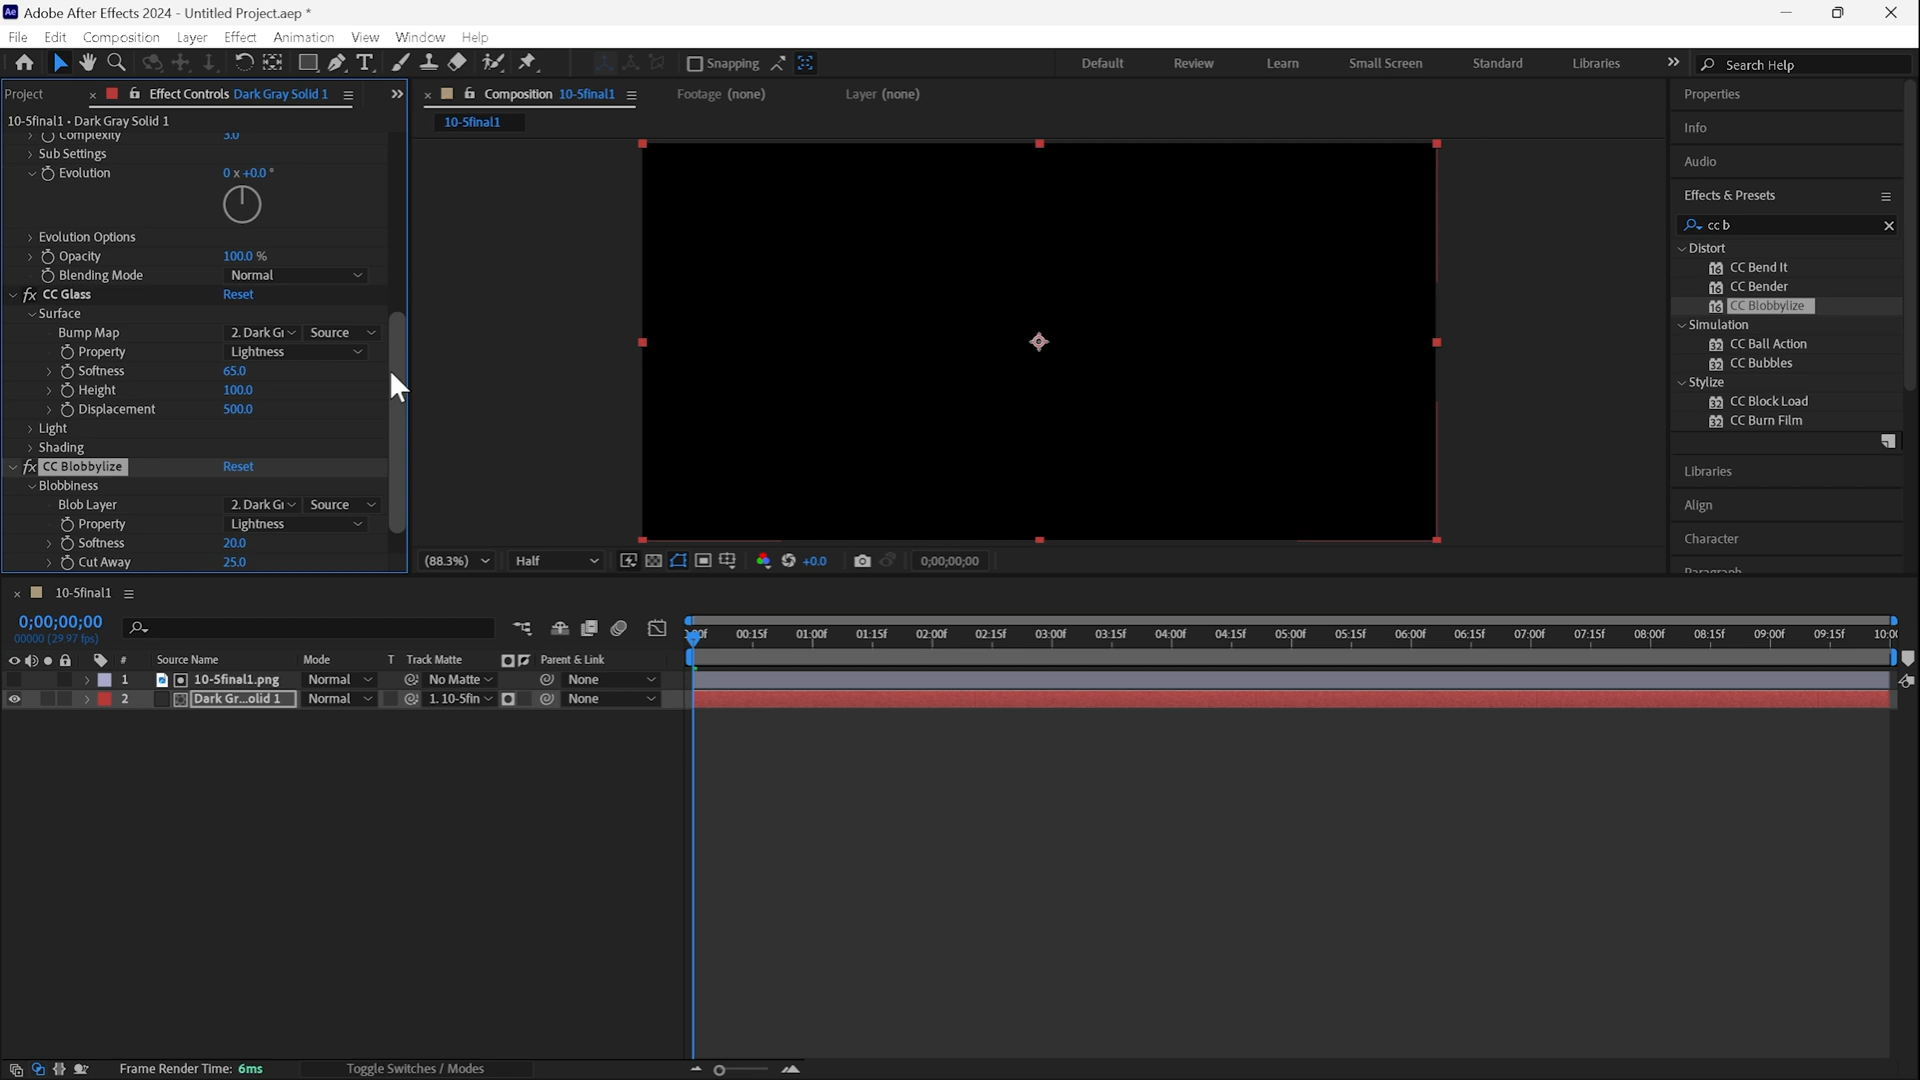 Adobe After Effects 2024 - Untitled Project.aep *
File Edit Composition Layer Effect Animation View Window Help
Snapping Default Review Learn Small Screen Standard Libraries Search Help
Project Effect Controls Dark Gray Solid 1
10-5final1 • Dark Gray Solid 1
Complexity 3.0
Sub Settings
Evolution 0 x +0.0 °
Evolution Options
Opacity 100.0 %
Blending Mode Normal
fx CC Glass Reset
Surface
Bump Map 2. Dark Gr Source
Property Lightness
Softness 65.0
Height 100.0
Displacement 500.0
Light
Shading
fx CC Blobbylize Reset
Blobbiness
Blob Layer 2. Dark Gr Source
Property Lightness
Softness 20.0
Cut Away 25.0
Composition 10-5final1 Footage (none) Layer (none)
10-5final1
(88.3%) Half +0.0 0;00;00;00
Properties
Info
Audio
Effects & Presets
cc b
Distort
CC Bend It
CC Bender
CC Blobbylize
Simulation
CC Ball Action
CC Bubbles
Stylize
CC Block Load
CC Burn Film
Libraries
Align
Character
Paragraph
10-5final1
0;00;00;00
00000 (29.97 fps)
00:15f 01:00f 01:15f 02:00f 02:15f 03:00f 03:15f 04:00f 04:15f 05:00f 05:15f 06:00f 06:15f 07:00f 07:15f 08:00f 08:15f 09:00f 09:15f
# Source Name Mode T Track Matte Parent & Link
1 10-5final1.png Normal No Matte None
2 Dark Gr...olid 1 Normal 1. 10-5fin None
Frame Render Time: 6ms Toggle Switches / Modes